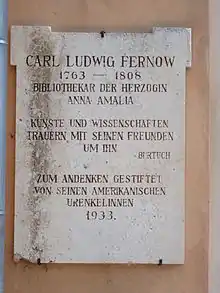 CARL LUDWIG FERNOW
1763 — 1808
BIBLIOTHEKAR DER HERZOGIN
ANNA AMALIA
KÜNSTE UND WISSENSCHAFTEN
TRAUERN MIT SEINEN FREUNDEN
UM IHN
BERTUCH
ZUM ANDENKEN GESTIFTET
VON SEINEN AMERIKANISCHEN
URENKELINNEN
1933.